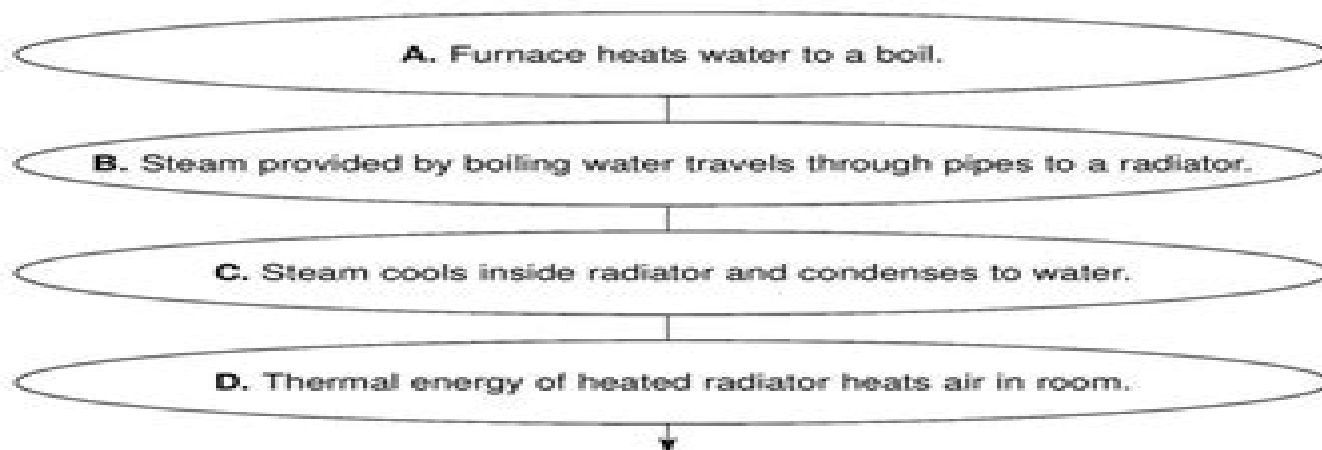 A. Furnace heats water to a boil.
B. Steam provided by boiling water travels through pipes to a radiator.
C. Steam cools inside radiator and condenses to water.
D. Thermal energy of heated radiator heats air in room.